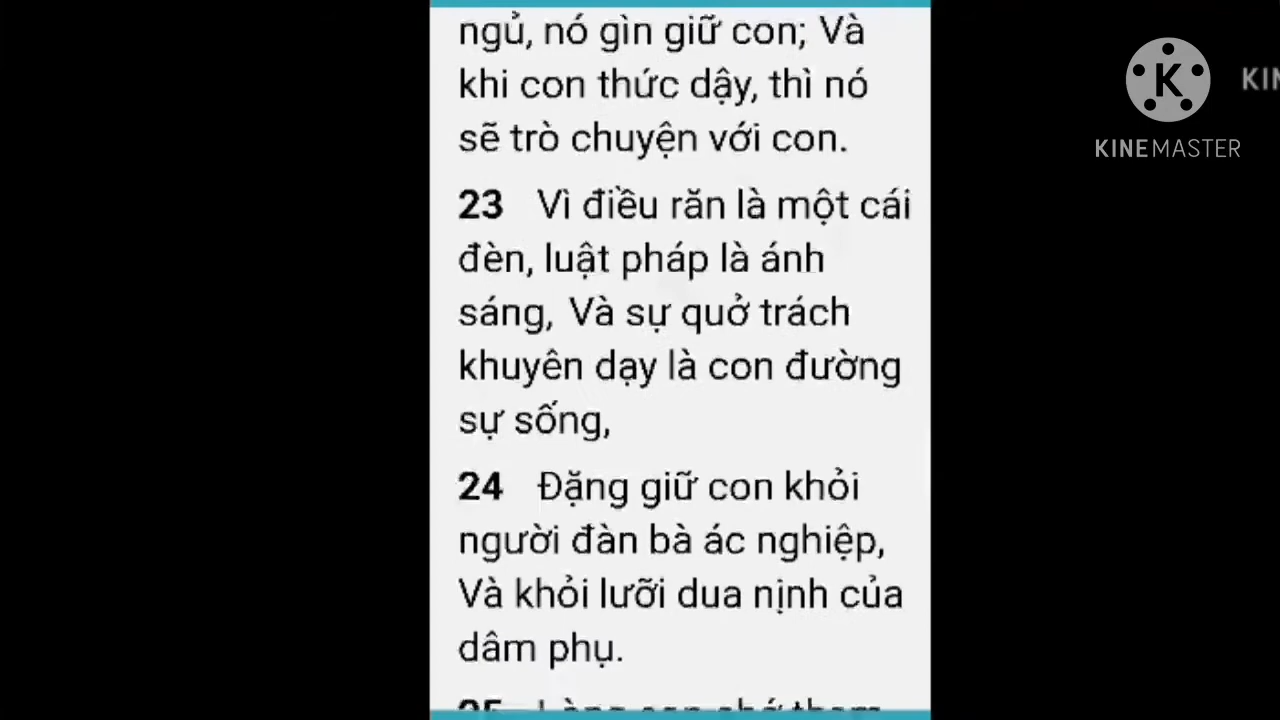 ngủ, nó gìn giữ con; Và
khi con thức dậy, thì nó
sẽ trò chuyện với con.
23 Vì điều răn là một cái
đèn, luật pháp là ánh
sáng, Và sự quở trách
khuyên dạy là con đường
sự sống,
24 Đặng giữ con khỏi
người đàn bà ác nghiệp,
Và khỏi lưỡi dua nịnh của
dâm phụ.
K
KINEMASTER
KIN